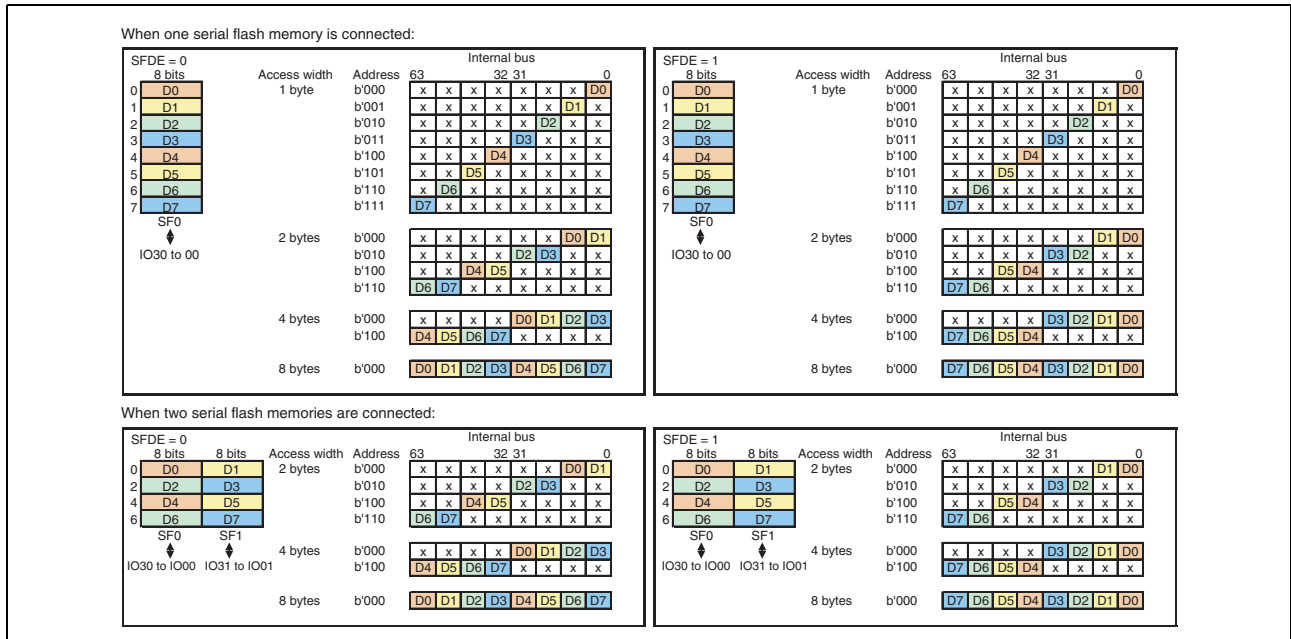 When one serial flash memory is connected:
SFDE = 0
Internal bus
8 bits Access width Address 63 32 31 0
0 D0 1 byte b'000 x x x x x x x D0
1 D1 b'001 x x x x x x D1 x
2 D2 b'010 x x x x x D2 x x
3 D3 b'011 x x x x D3 x x x
4 D4 b'100 x x x D4 x x x x
5 D5 b'101 x x D5 x x x x x
6 D6 b'110 x D6 x x x x x x
7 D7 b'111 D7 x x x x x x x
SF0
2 bytes b'000 x x x x x x D0 D1
IO30 to 00 b'010 x x x x D2 D3 x x
b'100 x x D4 D5 x x x x
b'110 D6 D7 x x x x x x
4 bytes b'000 x x x x D0 D1 D2 D3
b'100 D4 D5 D6 D7 x x x x
8 bytes b'000 D0 D1 D2 D3 D4 D5 D6 D7
SFDE = 1
Internal bus
8 bits Access width Address 63 32 31 0
0 D0 1 byte b'000 x x x x x x x D0
1 D1 b'001 x x x x x x D1 x
2 D2 b'010 x x x x x D2 x x
3 D3 b'011 x x x x D3 x x x
4 D4 b'100 x x x D4 x x x x
5 D5 b'101 x x D5 x x x x x
6 D6 b'110 x D6 x x x x x x
7 D7 b'111 D7 x x x x x x x
SF0
2 bytes b'000 x x x x x x D1 D0
IO30 to 00 b'010 x x x x D3 D2 x x
b'100 x x D5 D4 x x x x
b'110 D7 D6 x x x x x x
4 bytes b'000 x x x x D3 D2 D1 D0
b'100 D7 D6 D5 D4 x x x x
8 bytes b'000 D7 D6 D5 D4 D3 D2 D1 D0
When two serial flash memories are connected:
SFDE = 0
Internal bus
8 bits 8 bits Access width Address 63 32 31 0
0 D0 D1 2 bytes b'000 x x x x x x D0 D1
2 D2 D3 b'010 x x x x D2 D3 x x
4 D4 D5 b'100 x x D4 D5 x x x x
6 D6 D7 b'110 D6 D7 x x x x x x
SF0 SF1
4 bytes b'000 x x x x D0 D1 D2 D3
IO30 to IO00 IO31 to IO01 b'100 D4 D5 D6 D7 x x x x
8 bytes b'000 D0 D1 D2 D3 D4 D5 D6 D7
SFDE = 1
Internal bus
8 bits 8 bits Access width Address 63 32 31 0
0 D0 D1 2 bytes b'000 x x x x x x D1 D0
2 D2 D3 b'010 x x x x D3 D2 x x
4 D4 D5 b'100 x x D5 D4 x x x x
6 D6 D7 b'110 D7 D6 x x x x x x
SF0 SF1
4 bytes b'000 x x x x D3 D2 D1 D0
IO30 to IO00 IO31 to IO01 b'100 D7 D6 D5 D4 x x x x
8 bytes b'000 D7 D6 D5 D4 D3 D2 D1 D0